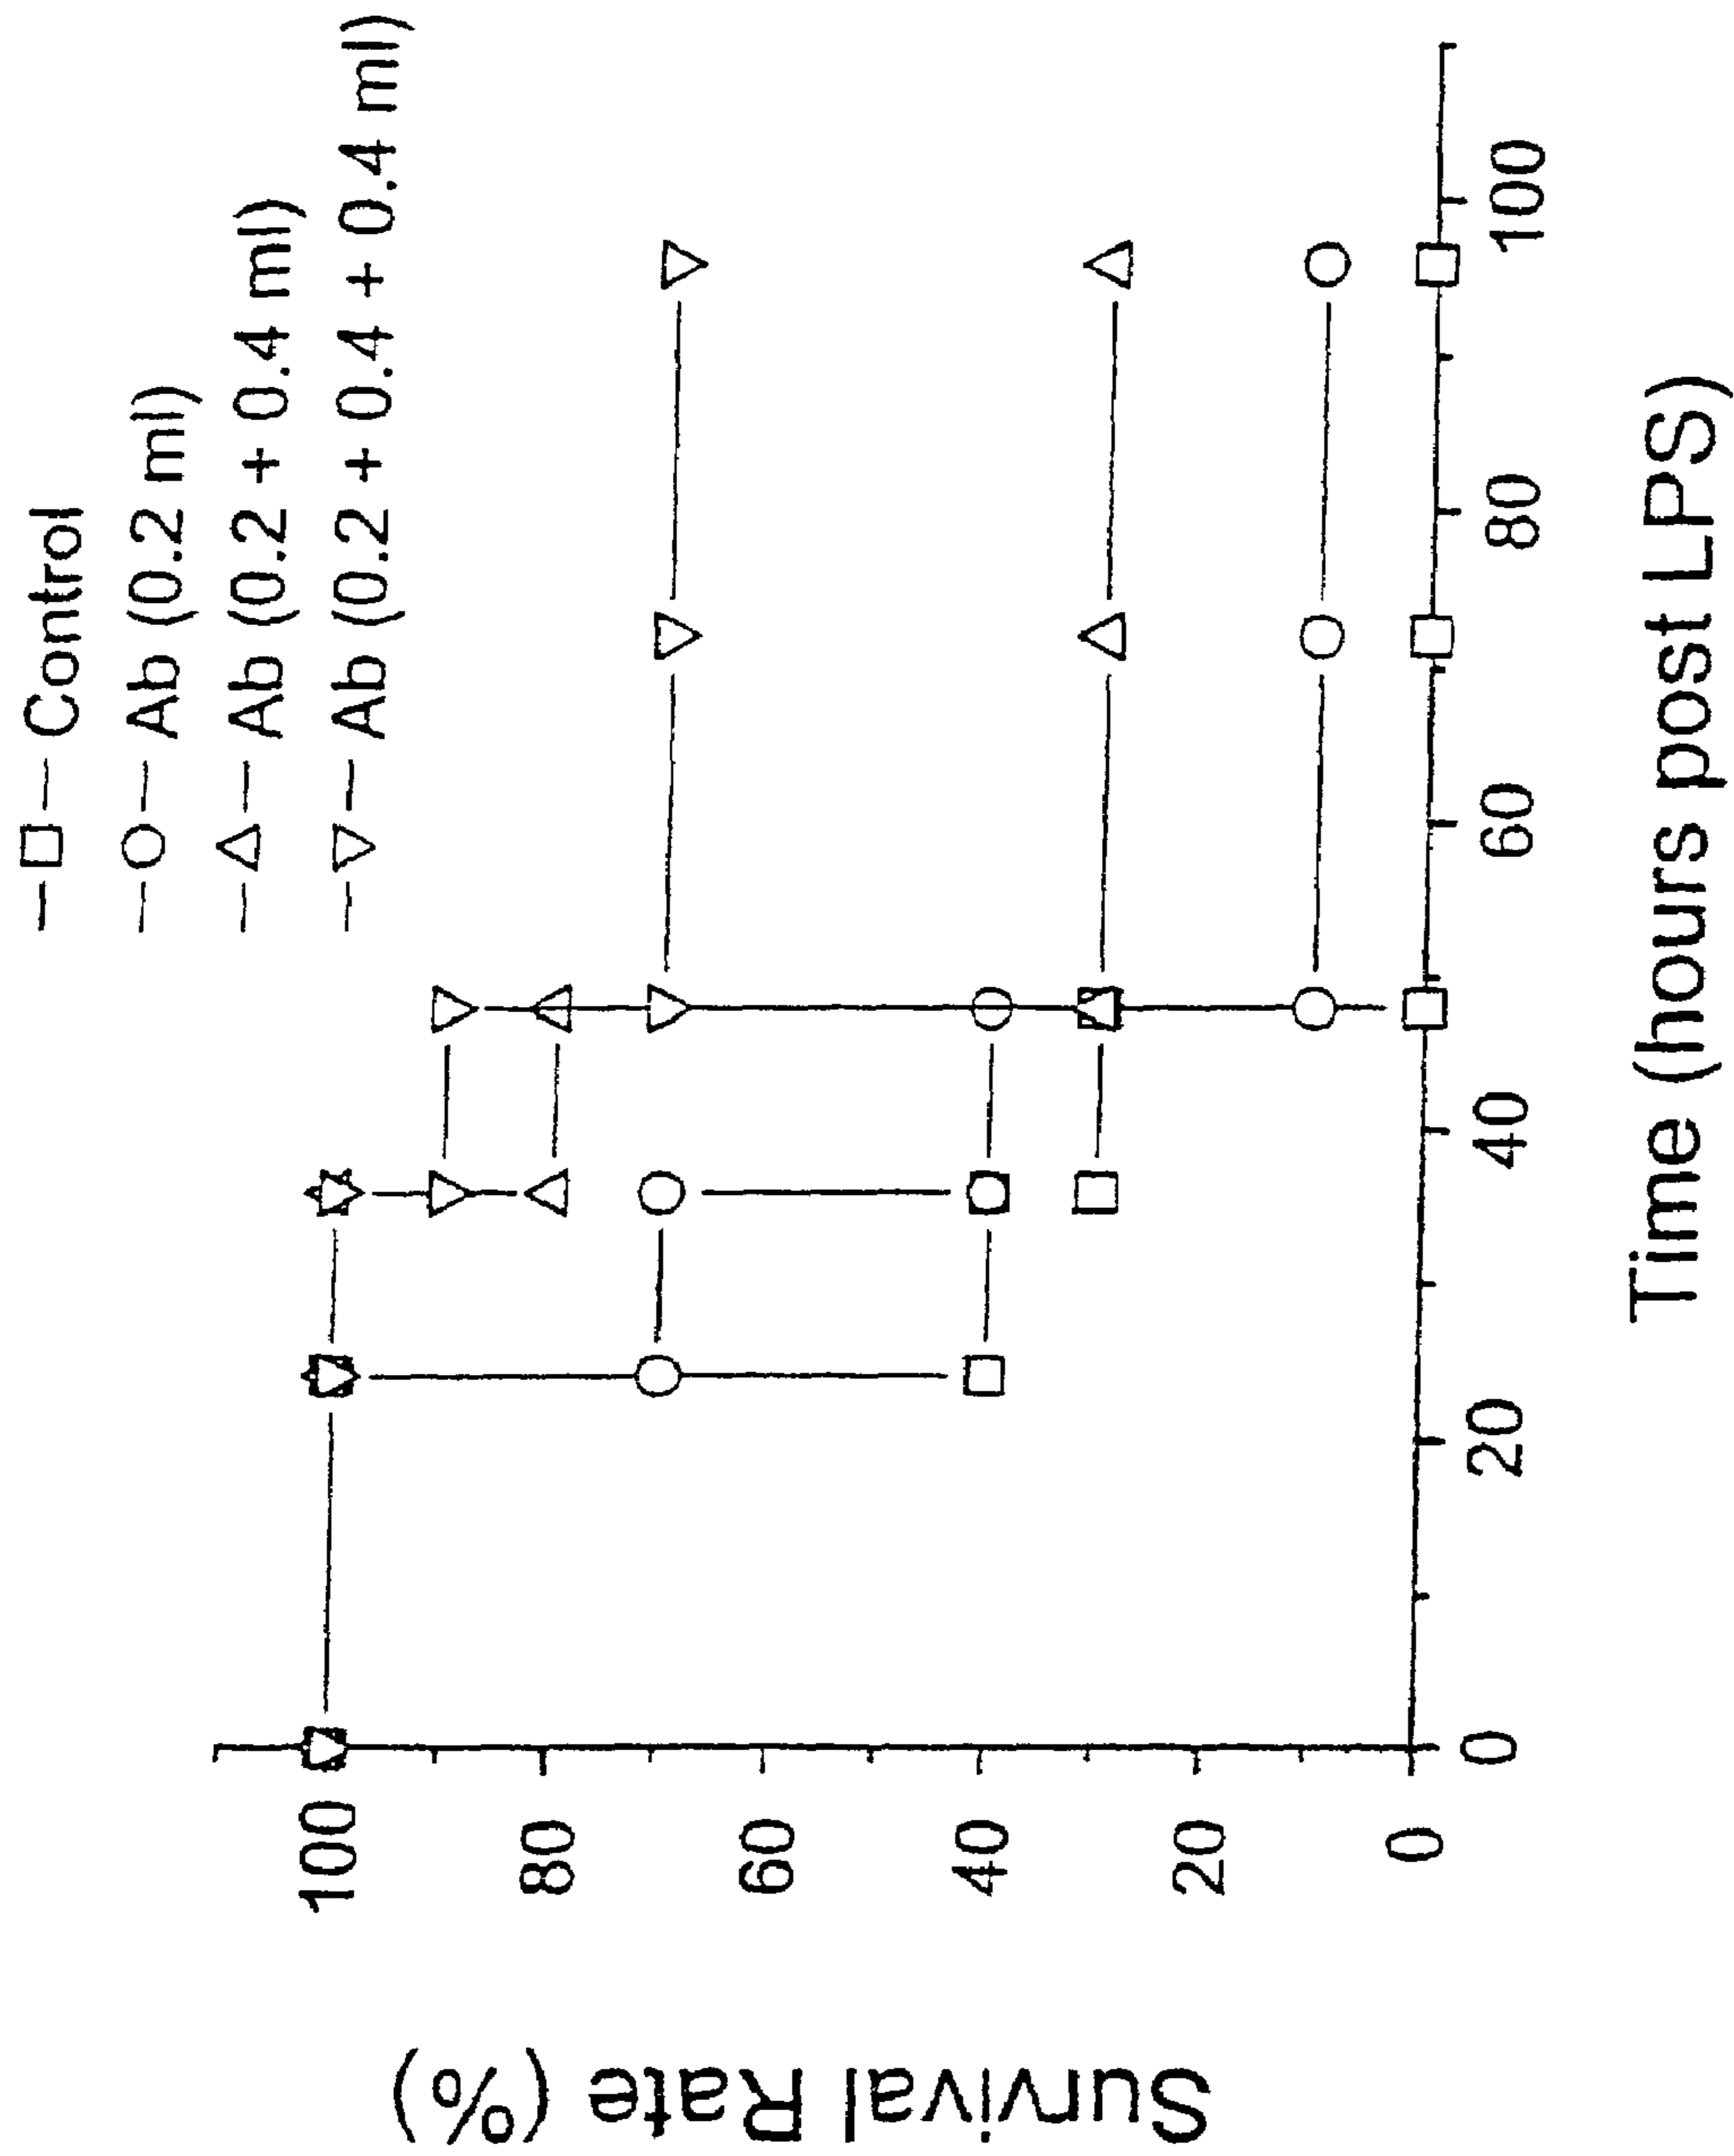 Control
Ab (0.2 ml)
Ab (0.2 + 0.4 ml)
Ab (0.2 + 0.4 + 0.4 ml)
Survival Rate (%)
100
80
60
40
20
0
0
20
40
60
80
100
Time (hours post LPS)